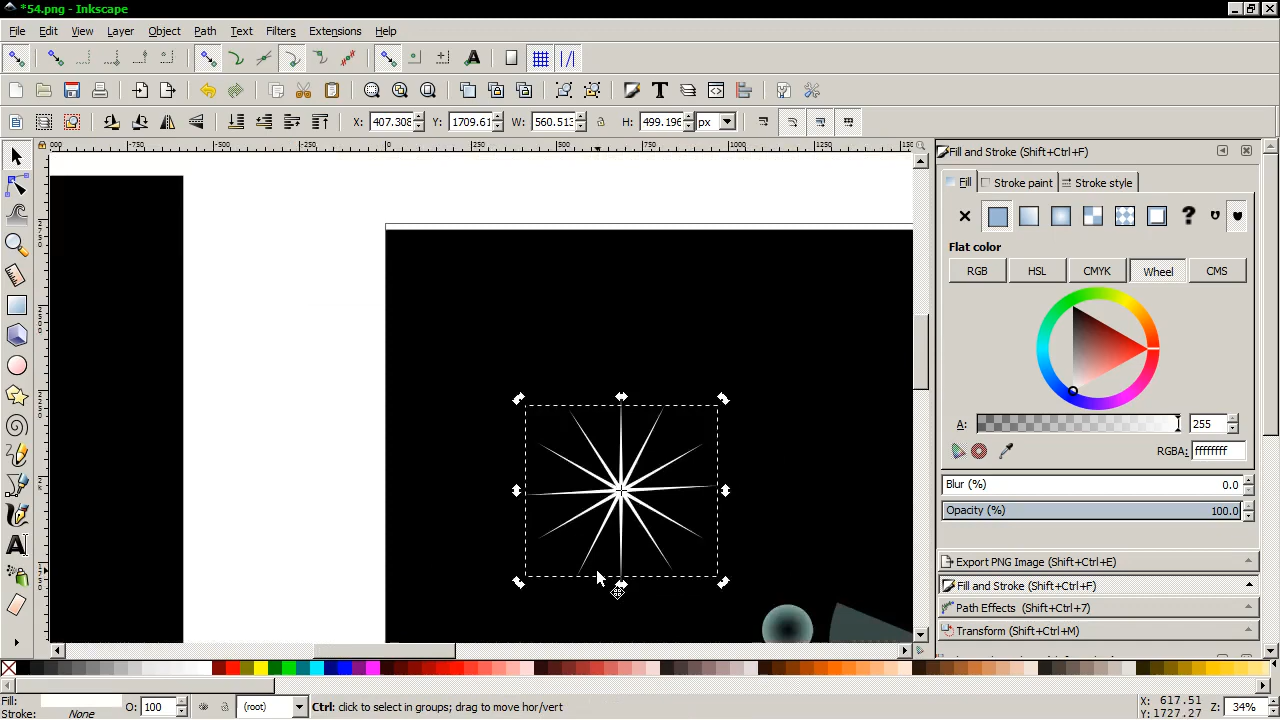 *54.png - Inkscape
File Edit View Layer Object Path Text Filters Extensions Help
X: 407.308 Y: 1709.61 W: 560.513 H: 499.196 px
Fill and Stroke (Shift+Ctrl+F)
Fill Stroke paint Stroke style
Flat color
RGB HSL CMYK Wheel CMS
A: 255
RGBA: ffffffff
Blur (%) 0.0
Opacity (%) 100.0
Export PNG Image (Shift+Ctrl+E)
Fill and Stroke (Shift+Ctrl+F)
Path Effects (Shift+Ctrl+7)
Transform (Shift+Ctrl+M)
Fill:
Stroke: None
O: 100
(root)
Ctrl: click to select in groups; drag to move hor/vert
X: 617.51
Y: 1727.27
Z: 34%